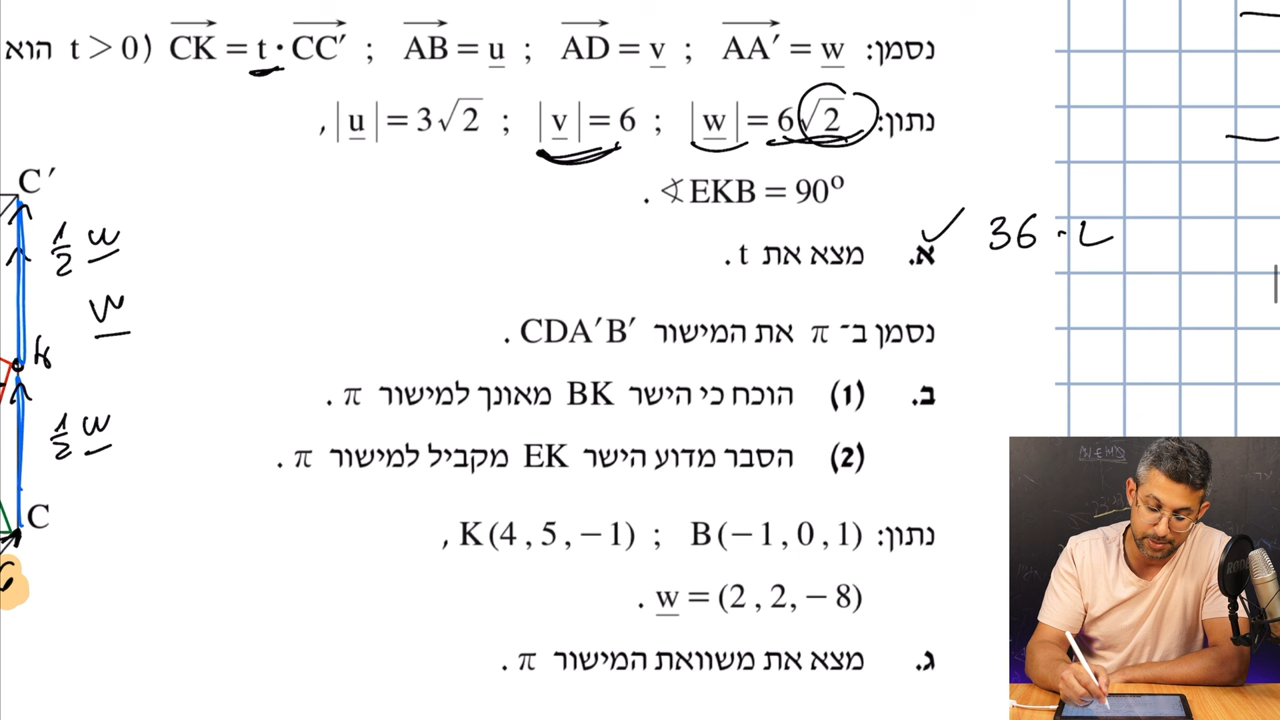 נסמן: AA′ = w ; AD = v ; AB = u ; CK = t · CC′ (t > 0 הוא
נתון: |w| = 6√2 ; |v| = 6 ; |u| = 3√2 ,
∢EKB = 90° .
א. מצא את t .
36 · 2
נסמן ב־ π את המישור CDA′B′ .
ב. (1) הוכח כי הישר BK מאונך למישור π .
(2) הסבר מדוע הישר EK מקביל למישור π .
נתון: K(4, 5, −1) ; B(−1, 0, 1) ,
w = (2, 2, −8) .
ג. מצא את משוואת המישור π .
C′
1/2 w
w
K
1/2 w
C
6